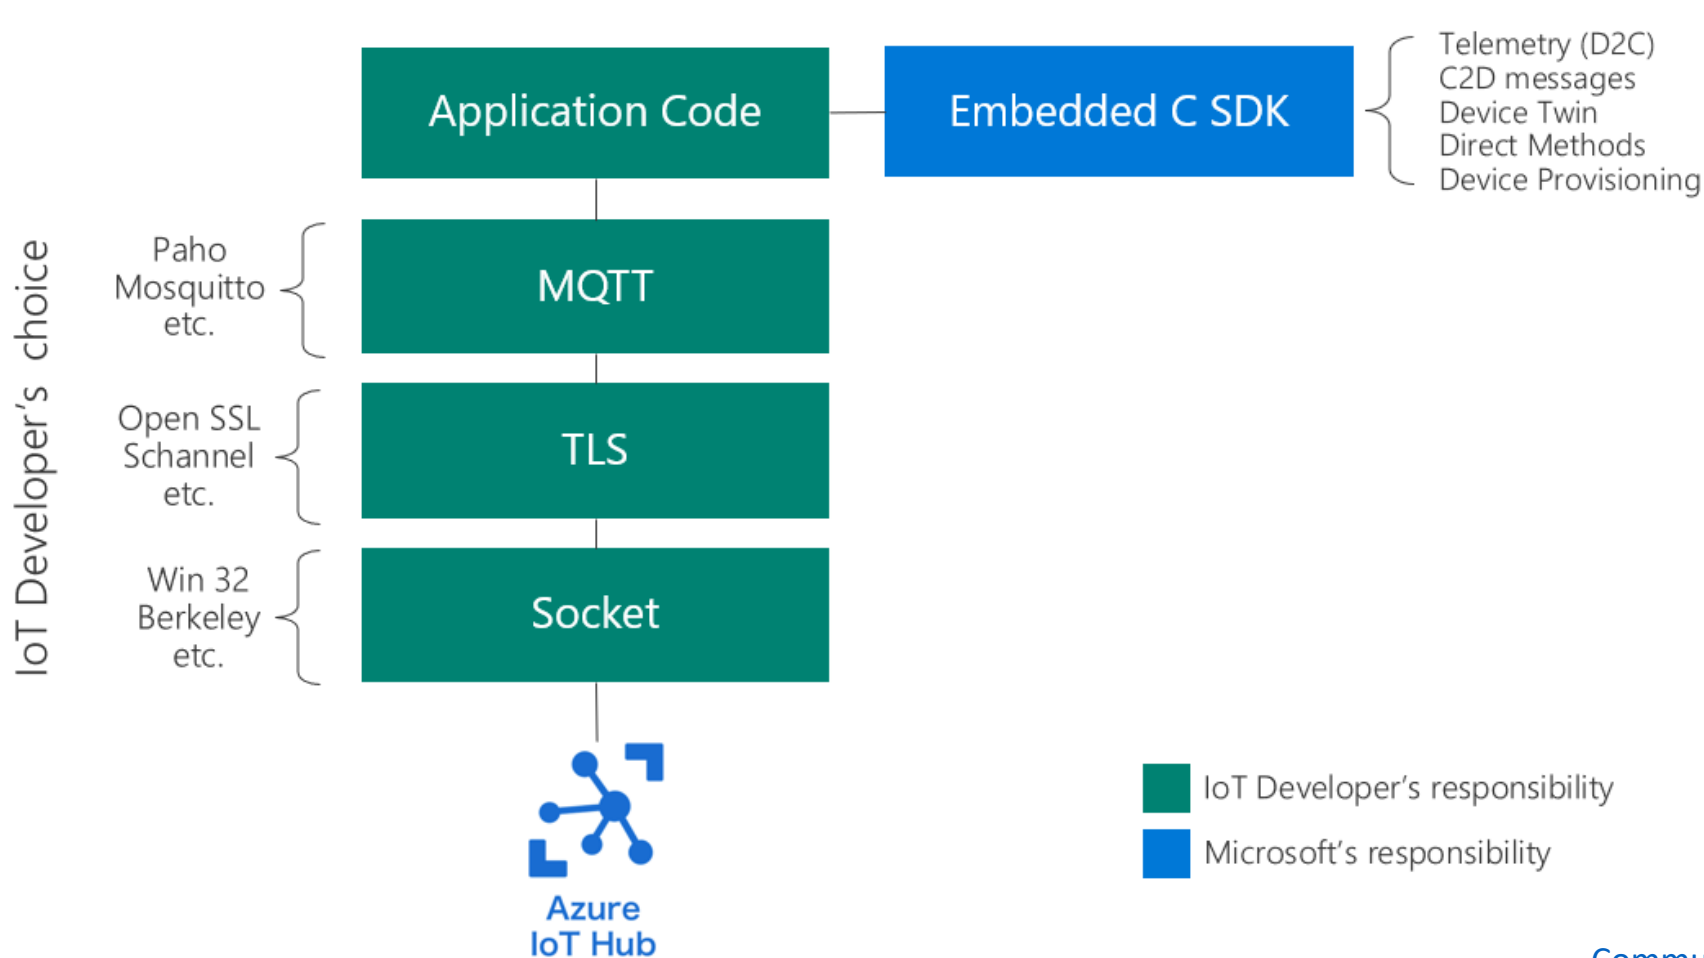 Application Code
Embedded C SDK
Telemetry (D2C)
C2D messages
Device Twin
Direct Methods
Device Provisioning
IoT Developer’s choice
Paho
Mosquitto
etc.
MQTT
Open SSL
Schannel
etc.
TLS
Win 32
Berkeley
etc.
Socket
Azure
IoT Hub
IoT Developer’s responsibility
Microsoft’s responsibility